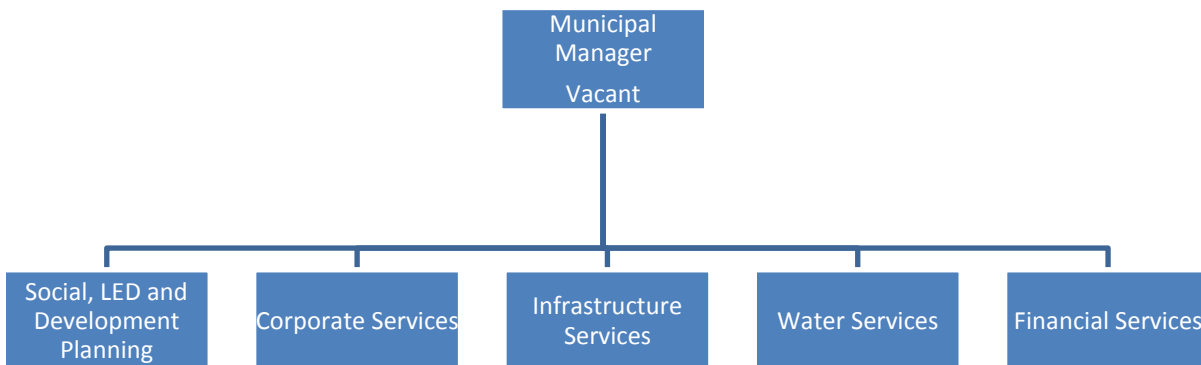 Municipal
Manager
Vacant
Social, LED and
Development
Planning
Corporate Services
Infrastructure
Services
Water Services
Financial Services